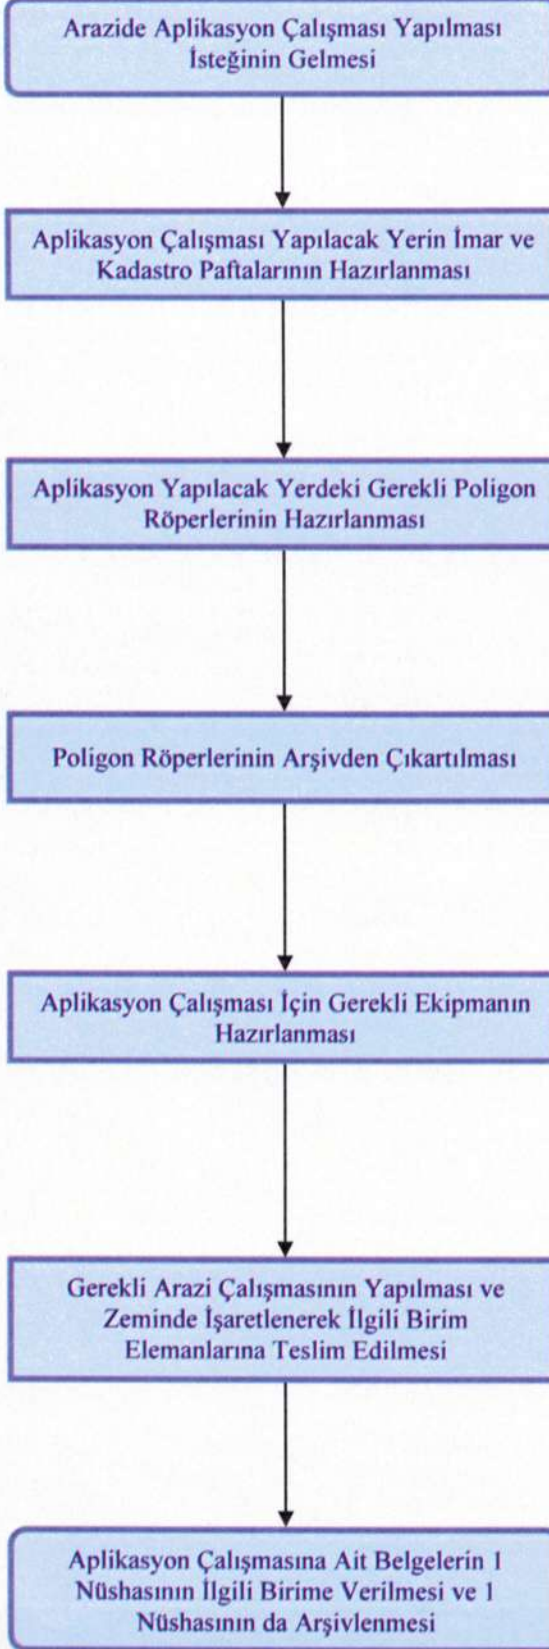 Arazide Aplikasyon Çalışması Yapılması
İsteğinin Gelmesi
Aplikasyon Çalışması Yapılacak Yerin İmar ve
Kadastro Paftalarının Hazırlanması
Aplikasyon Yapılacak Yerdeki Gerekli Poligon
Röperlerinin Hazırlanması
Poligon Röperlerinin Arşivden Çıkartılması
Aplikasyon Çalışması İçin Gerekli Ekipmanın
Hazırlanması
Gerekli Arazi Çalışmasının Yapılması ve
Zeminde İşaretlenerek İlgili Birim
Elemanlarına Teslim Edilmesi
Aplikasyon Çalışmasına Ait Belgelerin 1
Nüshasının İlgili Birime Verilmesi ve 1
Nüshasının da Arşivlenmesi